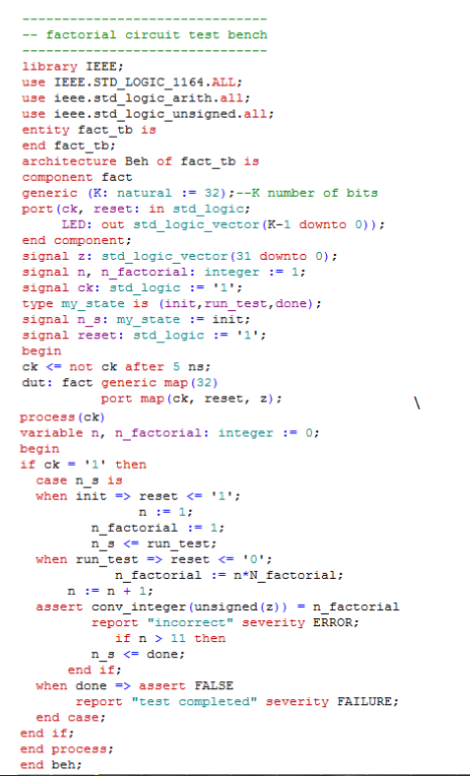 -------------------------------
-- factorial circuit test bench
-------------------------------
library IEEE;
use IEEE.STD_LOGIC_1164.ALL;
use ieee.std_logic_arith.all;
use ieee.std_logic_unsigned.all;
entity fact_tb is
end fact_tb;
architecture Beh of fact_tb is
component fact
generic (K: natural := 32);--K number of bits
port(ck, reset: in std_logic;
     LED: out std_logic_vector(K-1 downto 0));
end component;
signal z: std_logic_vector(31 downto 0);
signal n, n_factorial: integer := 1;
signal ck: std_logic := '1';
type my_state is (init,run_test,done);
signal n_s: my_state := init;
signal reset: std_logic := '1';
begin
ck <= not ck after 5 ns;
dut: fact generic map(32)
          port map(ck, reset, z); \
process(ck)
variable n, n_factorial: integer := 0;
begin
if ck = '1' then
  case n_s is
  when init => reset <= '1';
               n := 1;
         n_factorial := 1;
         n_s <= run_test;
  when run_test => reset <= '0';
            n_factorial := n*N_factorial;
      n := n + 1;
  assert conv_integer(unsigned(z)) = n_factorial
         report "incorrect" severity ERROR;
            if n > 11 then
         n_s <= done;
      end if;
  when done => assert FALSE
       report "test completed" severity FAILURE;
  end case;
end if;
end process;
end beh;